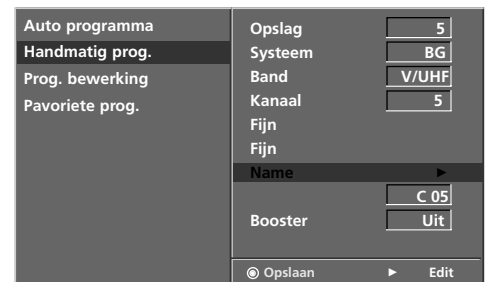 Auto programma
Handmatig prog.
Prog. bewerking
Pavoriete prog.
Opslag 5
Systeem BG
Band V/UHF
Kanaal 5
Fijn
Fijn
Name ►
C 05
Booster Uit
◉ Opslaan ► Edit